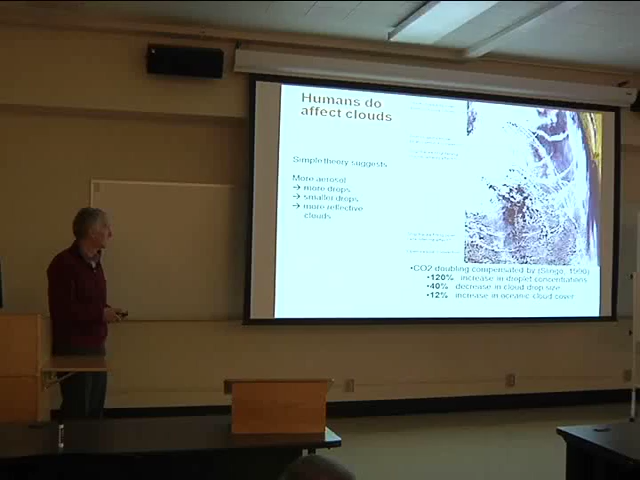 Humans do
affect clouds
Simple theory suggests
More aerosol
→ more drops
→ smaller drops
→ more reflective
clouds
•CO2 doubling compensated by (Slingo, 1990)
•120% increase in droplet concentrations
•40% decrease in cloud drop size
•12% increase in oceanic cloud cover